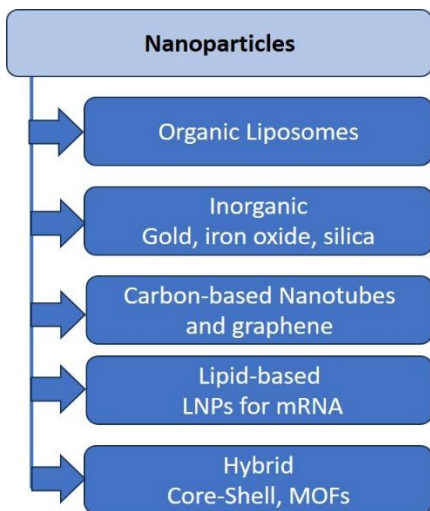 Nanoparticles
Organic Liposomes
Inorganic
Gold, iron oxide, silica
Carbon-based Nanotubes
and graphene
Lipid-based
LNPs for mRNA
Hybrid
Core-Shell, MOFs